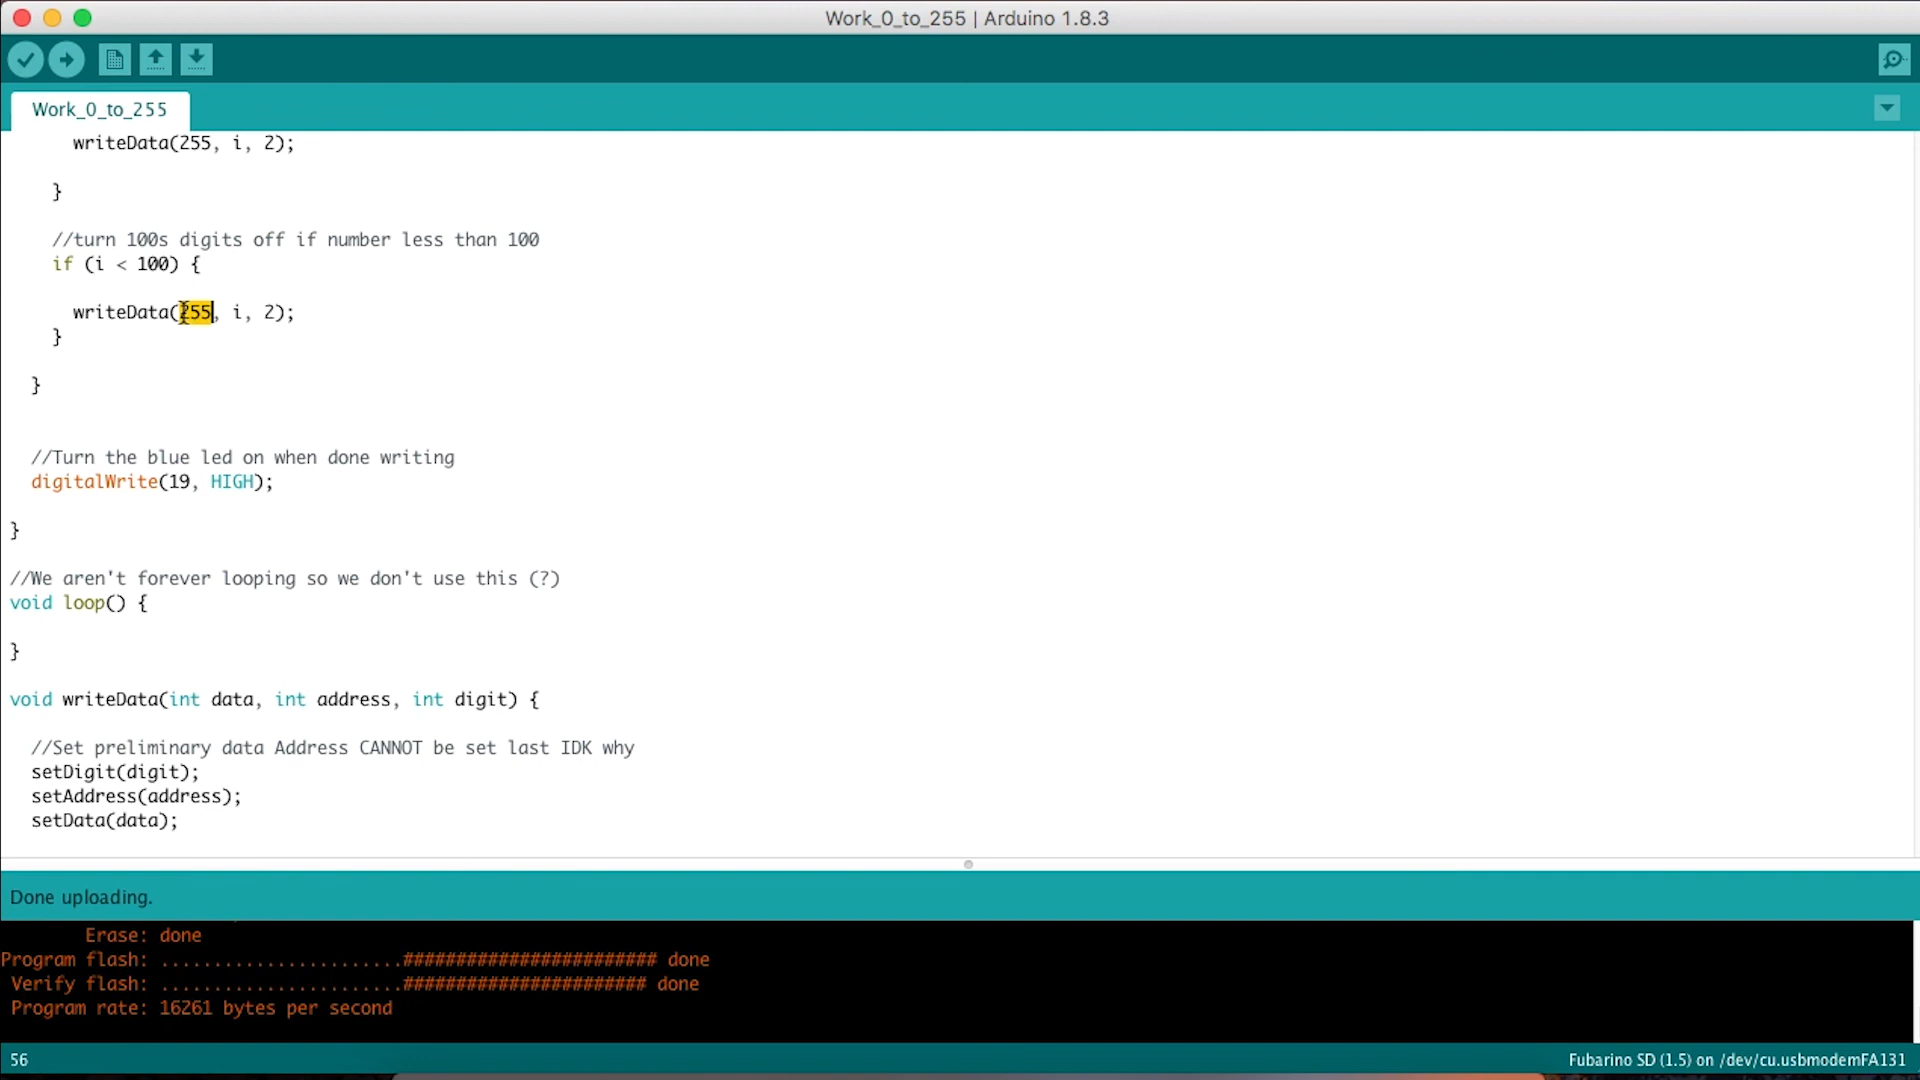 Work_0_to_255 | Arduino 1.8.3
Work_0_to_255
writeData(255, i, 2);
}
//turn 100s digits off if number less than 100
if (i < 100) {
writeData(255, i, 2);
}
}
//Turn the blue led on when done writing
digitalWrite(19, HIGH);
}
//We aren't forever looping so we don't use this (?)
void loop() {
}
void writeData(int data, int address, int digit) {
//Set preliminary data Address CANNOT be set last IDK why
setDigit(digit);
setAddress(address);
setData(data);
Done uploading.
Erase: done
Program flash: .......................######################## done
Verify flash: .......................####################### done
Program rate: 16261 bytes per second
56
Fubarino SD (1.5) on /dev/cu.usbmodemFA131